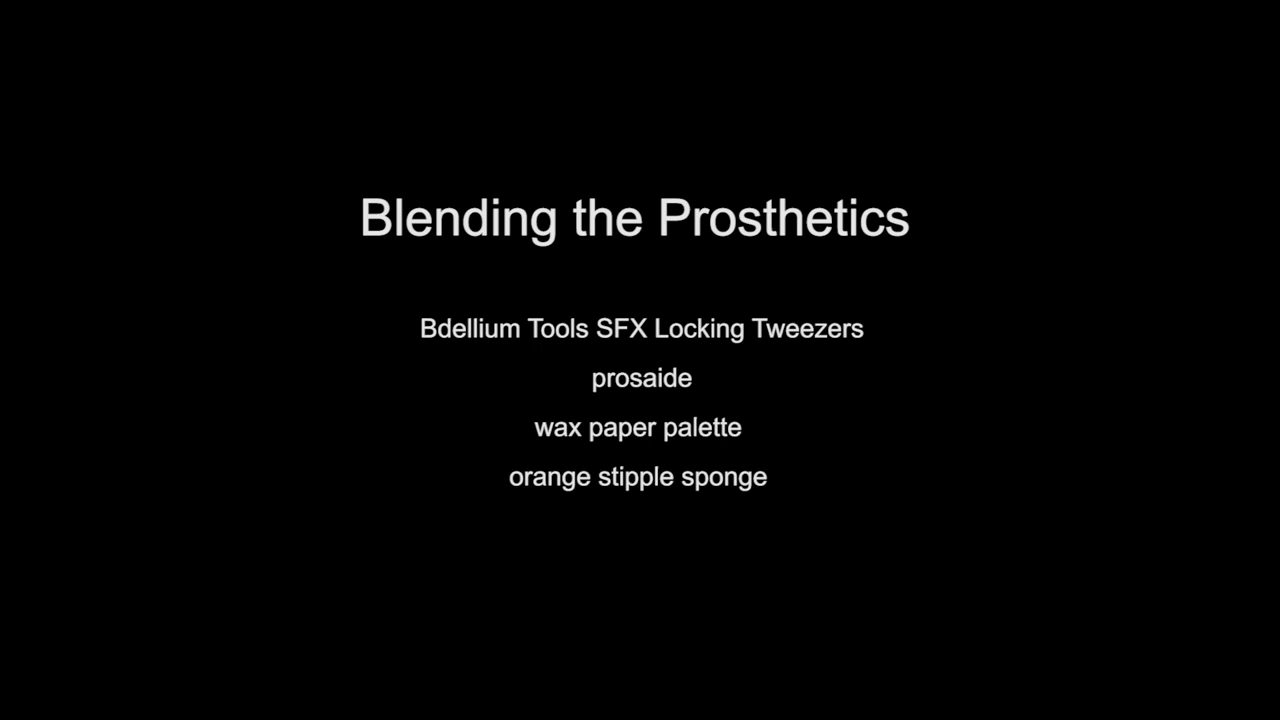 Blending the Prosthetics
Bdellium Tools SFX Locking Tweezers
prosaide
wax paper palette
orange stipple sponge